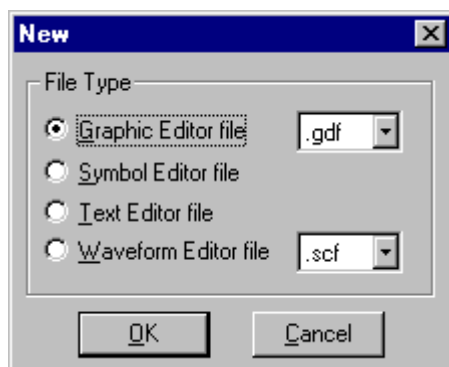 New
File Type
Graphic Editor file .gdf
Symbol Editor file
Text Editor file
Waveform Editor file .scf
OK Cancel